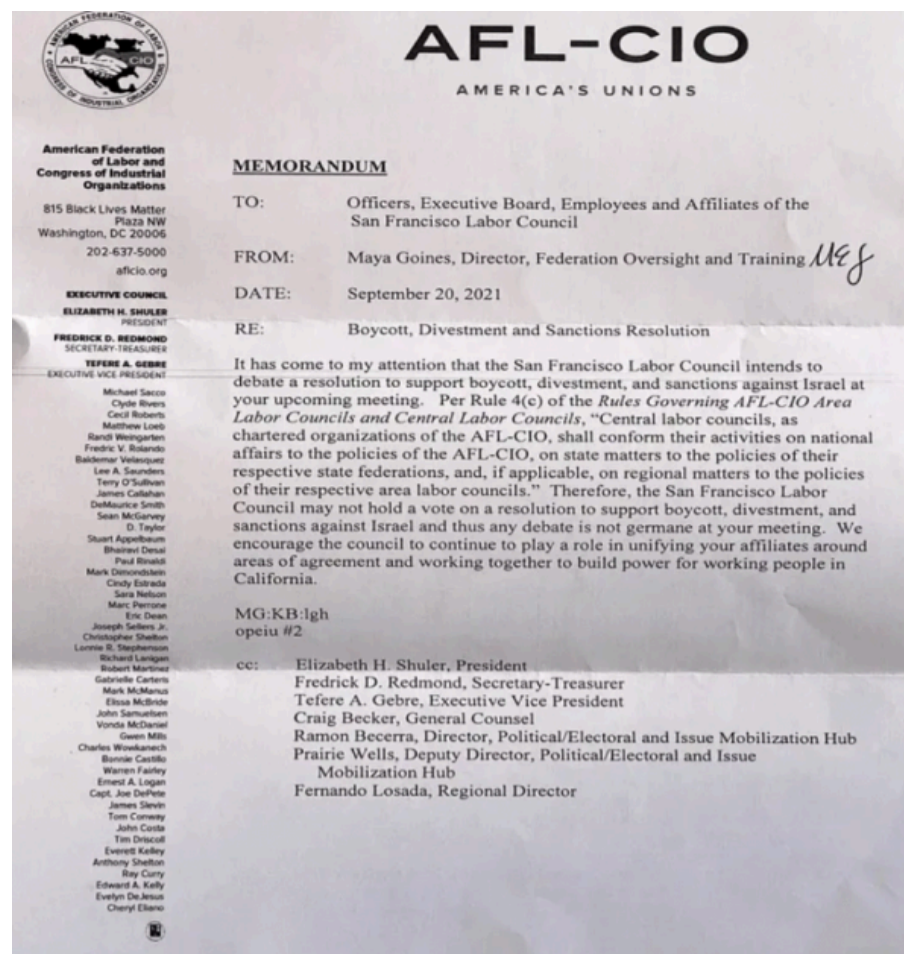 AMERICAN FEDERATION OF LABOR &
CONGRESS OF INDUSTRIAL ORGANIZATIONS
AFL CIO
AFL-CIO
AMERICA'S UNIONS
American Federation
of Labor and
Congress of Industrial
Organizations
815 Black Lives Matter
Plaza NW
Washington, DC 20006
202-637-5000
aflcio.org
EXECUTIVE COUNCIL
ELIZABETH H. SHULER
PRESIDENT
FREDRICK D. REDMOND
SECRETARY-TREASURER
TEFERE A. GEBRE
EXECUTIVE VICE PRESIDENT
Michael Sacco
Clyde Rivers
Cecil Roberts
Matthew Loeb
Randi Weingarten
Fredric V. Rolando
Baldemar Velasquez
Lee A. Saunders
Terry O'Sullivan
James Callahan
DeMaurice Smith
Sean McGarvey
D. Taylor
Stuart Appelbaum
Bhairavi Desai
Paul Rinaldi
Mark Dimondstein
Cindy Estrada
Sara Nelson
Marc Perrone
Eric Dean
Joseph Sellers Jr.
Christopher Shelton
Lonnie R. Stephenson
Richard Lanigan
Robert Martinez
Gabrielle Carteris
Mark McManus
Elissa McBride
John Samuelsen
Vonda McDaniel
Gwen Mills
Charles Wowkanech
Bonnie Castillo
Warren Fairley
Ernest A. Logan
Capt. Joe DePete
James Slevin
Tom Conway
John Costa
Tim Driscoll
Everett Kelley
Anthony Shelton
Ray Curry
Edward A. Kelly
Evelyn DeJesus
Cheryl Eliano
MEMORANDUM
TO: Officers, Executive Board, Employees and Affiliates of the
San Francisco Labor Council
FROM: Maya Goines, Director, Federation Oversight and Training
DATE: September 20, 2021
RE: Boycott, Divestment and Sanctions Resolution
It has come to my attention that the San Francisco Labor Council intends to
debate a resolution to support boycott, divestment, and sanctions against Israel at
your upcoming meeting. Per Rule 4(c) of the Rules Governing AFL-CIO Area
Labor Councils and Central Labor Councils, “Central labor councils, as
chartered organizations of the AFL-CIO, shall conform their activities on national
affairs to the policies of the AFL-CIO, on state matters to the policies of their
respective state federations, and, if applicable, on regional matters to the policies
of their respective area labor councils.” Therefore, the San Francisco Labor
Council may not hold a vote on a resolution to support boycott, divestment, and
sanctions against Israel and thus any debate is not germane at your meeting. We
encourage the council to continue to play a role in unifying your affiliates around
areas of agreement and working together to build power for working people in
California.
MG:KB:lgh
opeiu #2
cc: Elizabeth H. Shuler, President
Fredrick D. Redmond, Secretary-Treasurer
Tefere A. Gebre, Executive Vice President
Craig Becker, General Counsel
Ramon Becerra, Director, Political/Electoral and Issue Mobilization Hub
Prairie Wells, Deputy Director, Political/Electoral and Issue
Mobilization Hub
Fernando Losada, Regional Director